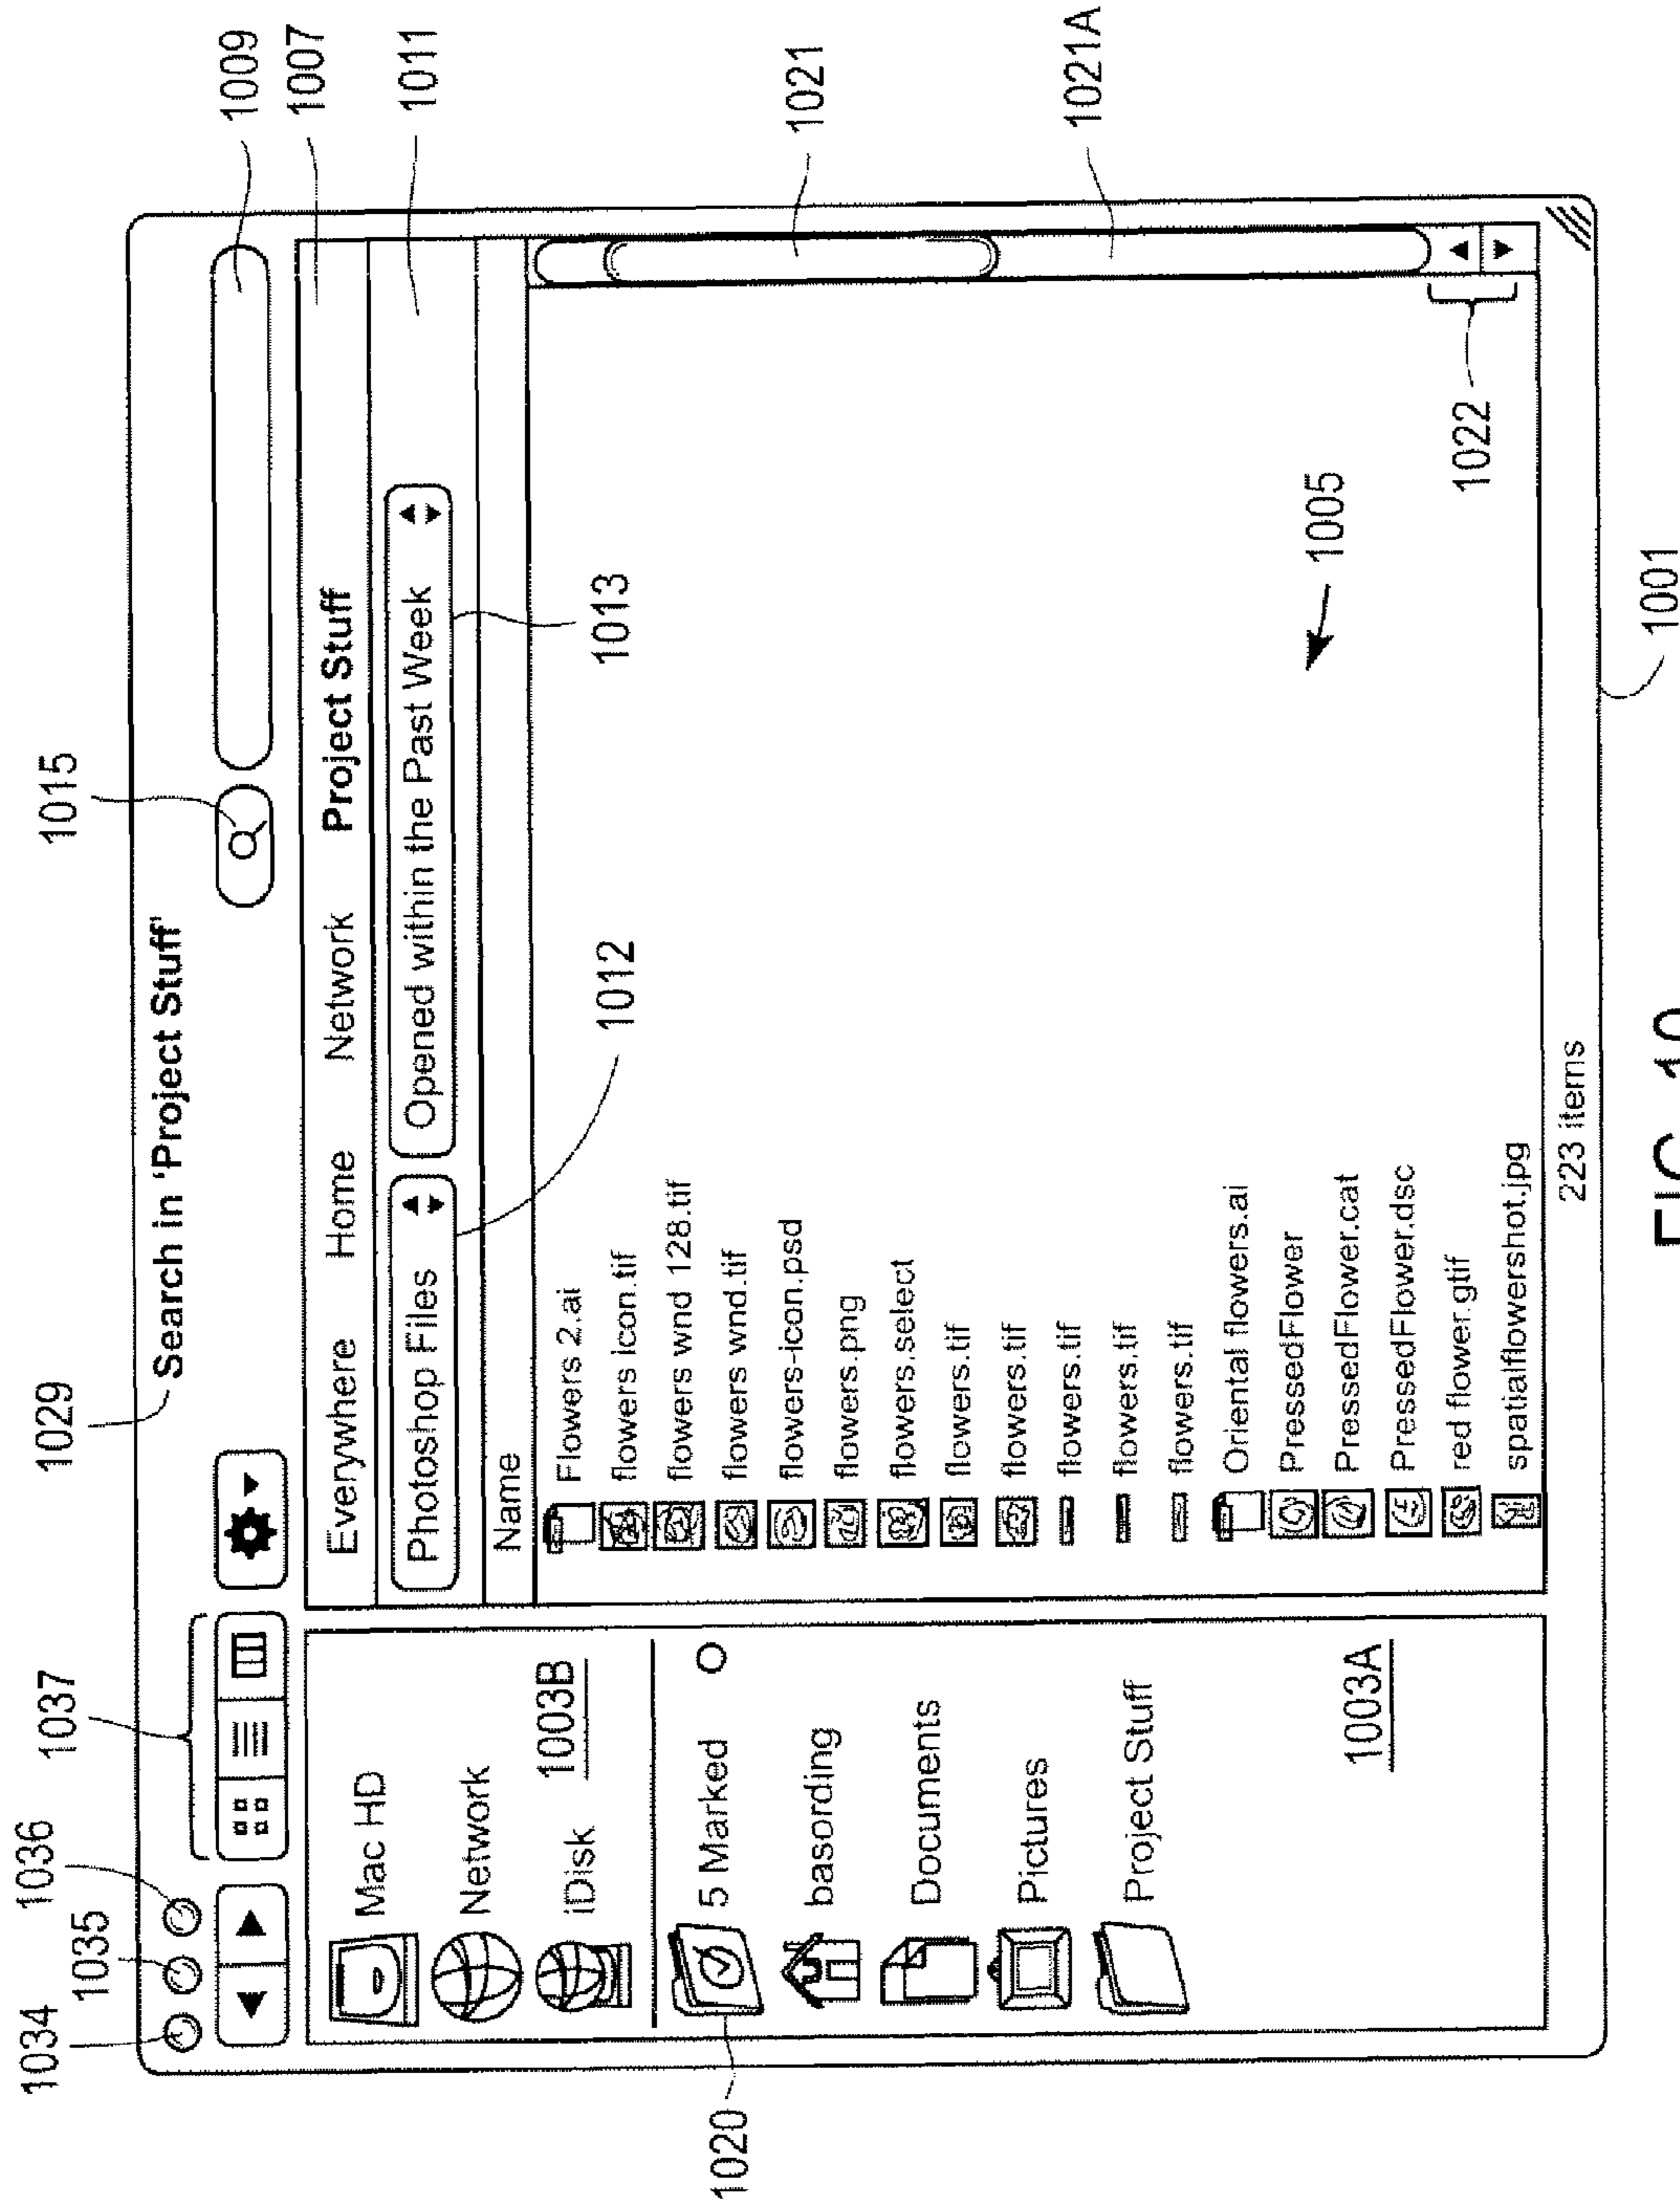 1034
1035
1036
1037
1029
1015
Search in 'Project Stuff'
1009
1007
Everywhere Home Network Project Stuff
1011
Photoshop Files
Opened within the Past Week
1012
1013
Name
Mac HD
Network
iDisk
1003B
1020
5 Marked
basording
Documents
Pictures
Project Stuff
1003A
Flowers 2.ai
flowers icon.tif
flowers wnd 128.tif
flowers wnd.tif
flowers-icon.psd
flowers.png
flowers.select
flowers.tif
flowers.tif
flowers.tif
flowers.tif
flowers.tif
Oriental flowers.ai
PressedFlower
PressedFlower.cat
PressedFlower.dsc
red flower.gtif
spatialflowershot.jpg
1021
1021A
1005
1022
223 items
1001
FIG. 10